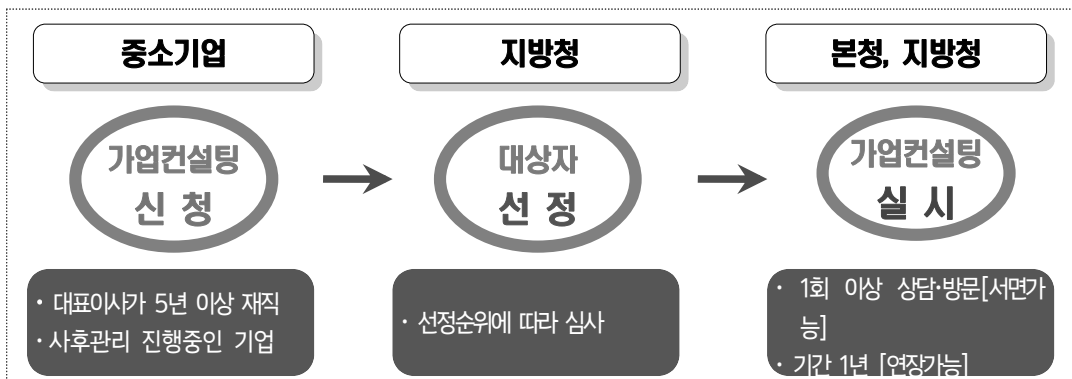 중소기업
지방청
본청, 지방청
가업컨설팅
신 청
대상자
선 정
가업컨설팅
실 시
· 대표이사가 5년 이상 재직
· 사후관리 진행중인 기업
· 선정순위에 따라 심사
· 1회 이상 상담·방문[서면가
능]
· 기간 1년 [연장가능]